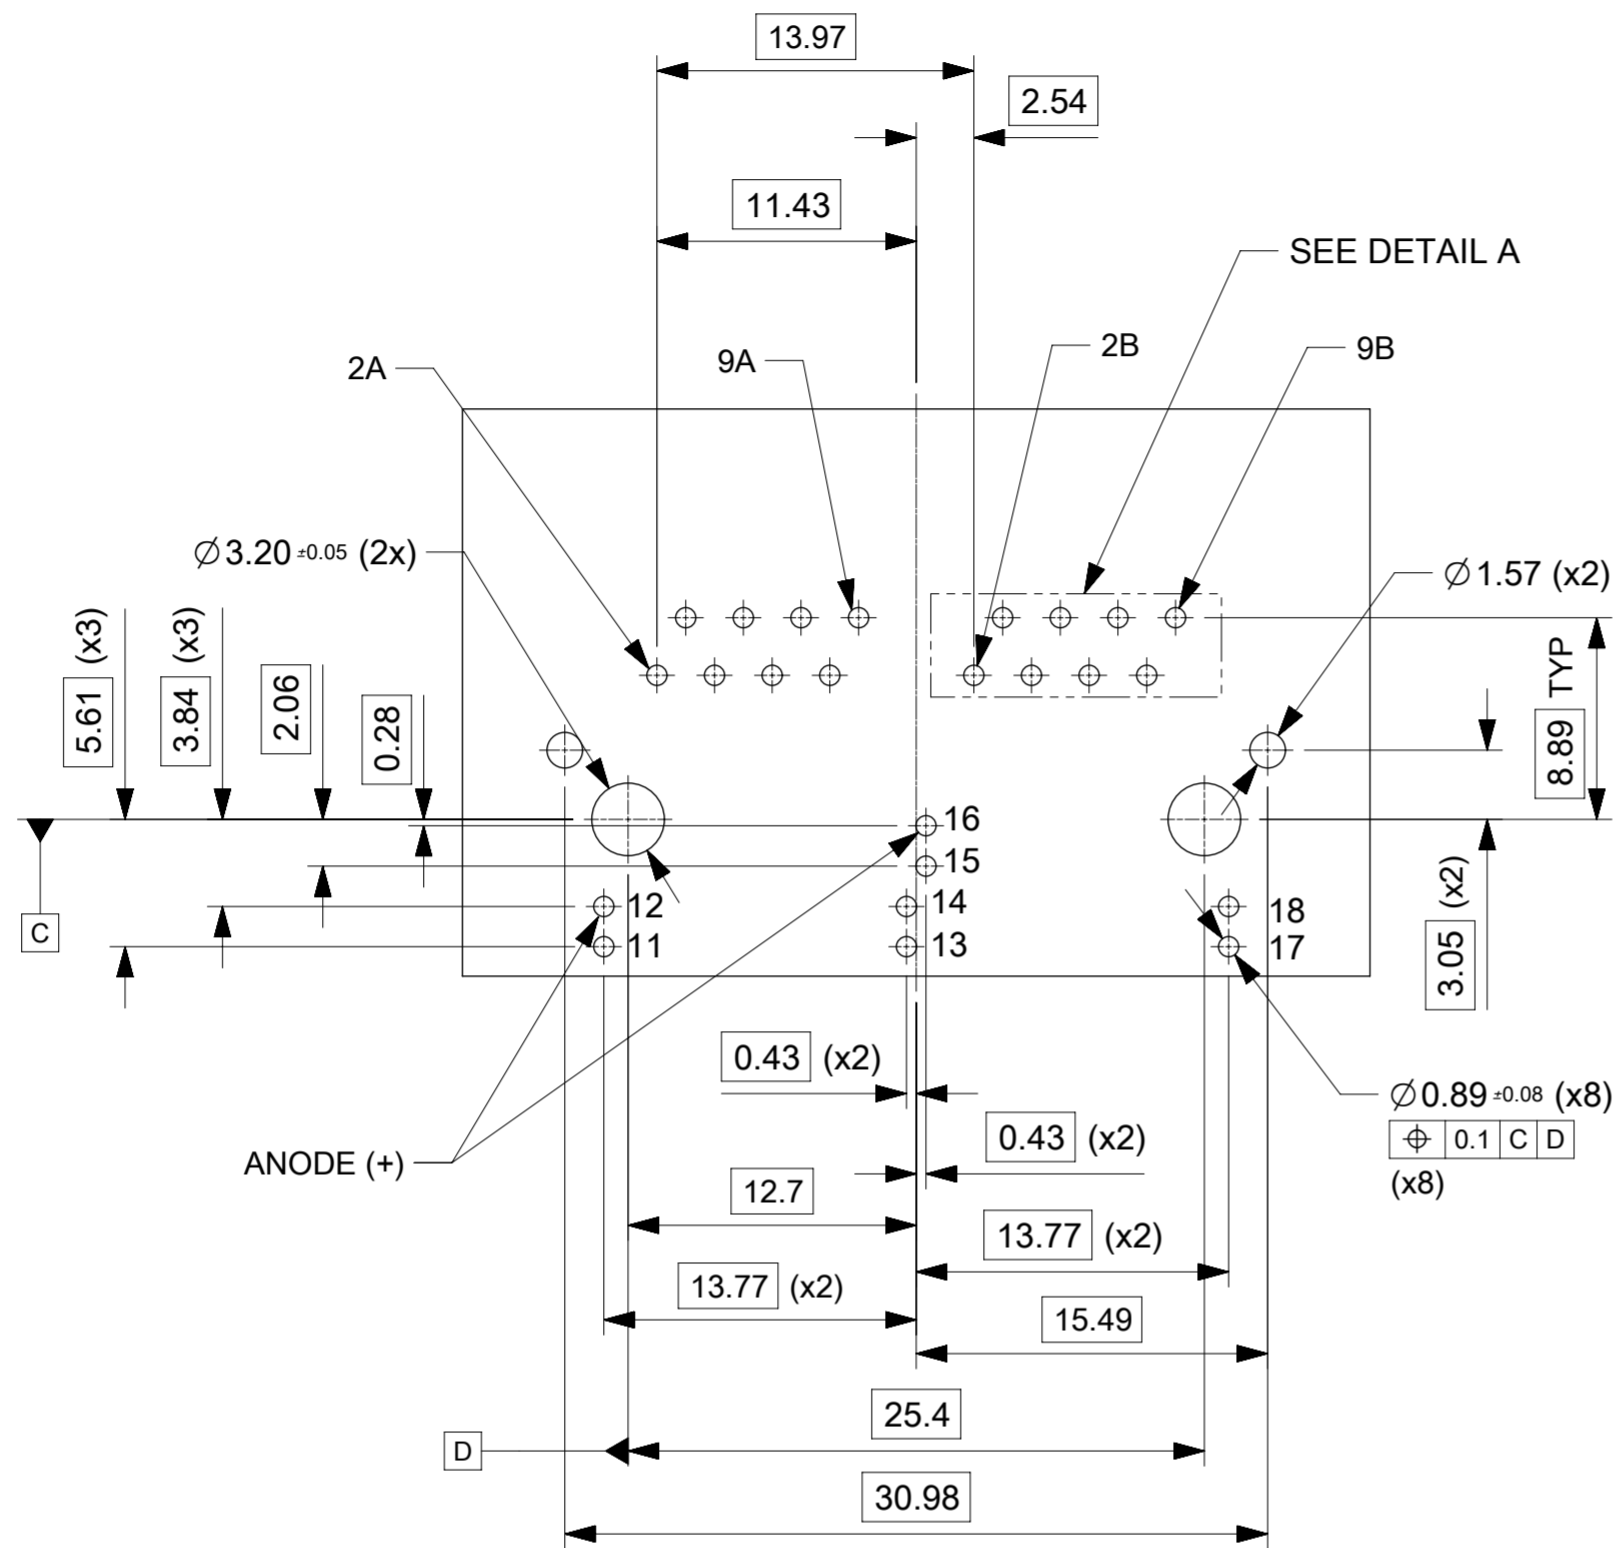 13.97
2.54
11.43
SEE DETAIL A
2A
9A
2B
9B
Ø3.20 ±0.05 (2x)
Ø1.57 (x2)
5.61 (x3)
3.84 (x3)
2.06
0.28
8.89 TYP
3.05 (x2)
16
15
12
14
18
11
13
17
C
0.43 (x2)
0.43 (x2)
Ø0.89 ±0.08 (x8)
⌖ 0.1 C D
(x8)
ANODE (+)
12.7
13.77 (x2)
13.77 (x2)
15.49
25.4
D
30.98